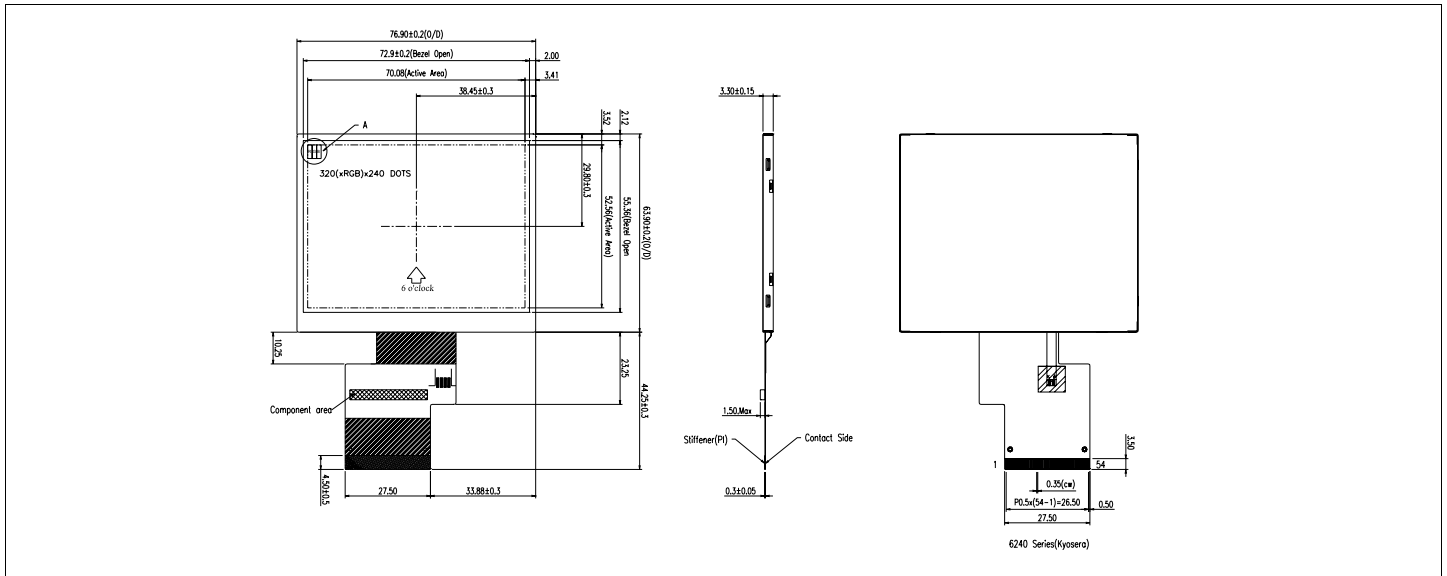 76.90±0.2(O/D)
72.9±0.2(Bezel Open)
2.00
70.08(Active Area)
3.41
38.45±0.3
3.52
2.12
A
320(xRGB)x240 DOTS
29.80±0.3
52.56(Active Area)
55.36(Bezel Open
63.90±0.2(O/D)
6 o'clock
10.25
23.25
44.25±0.3
Component area
4.50±0.5
27.50
33.88±0.3
3.30±0.15
1.50.Max
Stiffener(PI)
Contact Side
0.3±0.05
1
54
3.50
0.35(cw)
P0.5x(54-1)=26.50
0.50
27.50
6240 Series(Kyosera)